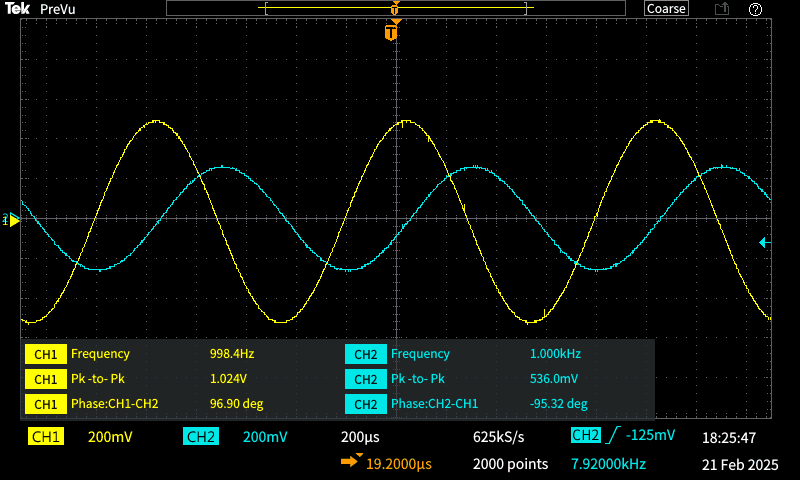 Tek PreVu Coarse ?
T
T
CH1 Frequency 998.4Hz CH2 Frequency 1.000kHz
CH1 Pk -to- Pk 1.024V CH2 Pk -to- Pk 536.0mV
CH1 Phase:CH1-CH2 96.90 deg CH2 Phase:CH2-CH1 -95.32 deg
CH1 200mV CH2 200mV 200µs 625kS/s CH2 -125mV 18:25:47
19.2000µs 2000 points 7.92000kHz 21 Feb 2025